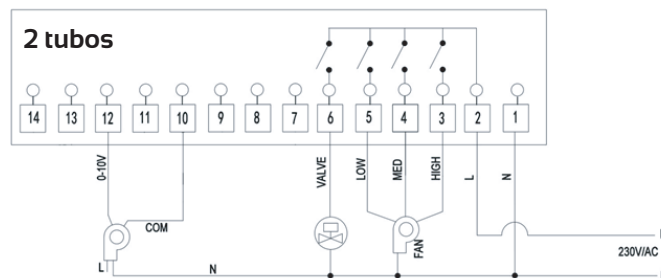 2 tubos
14 13 12 11 10 9 8 7 6 5 4 3 2 1
0-10V
VALVE
LOW
MED
HIGH
L
N
COM
FAN
230V/AC
L
N